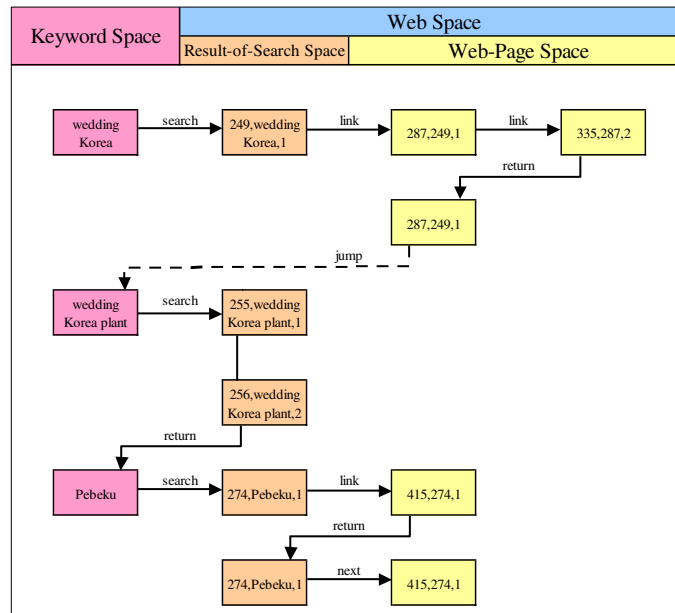 Keyword Space
Web Space
Result-of-Search Space
Web-Page Space
wedding
Korea
search
249,wedding
Korea,1
link
287,249,1
link
335,287,2
return
287,249,1
jump
wedding
Korea plant
search
255,wedding
Korea plant,1
256,wedding
Korea plant,2
return
Pebeku
search
274,Pebeku,1
link
415,274,1
return
274,Pebeku,1
next
415,274,1